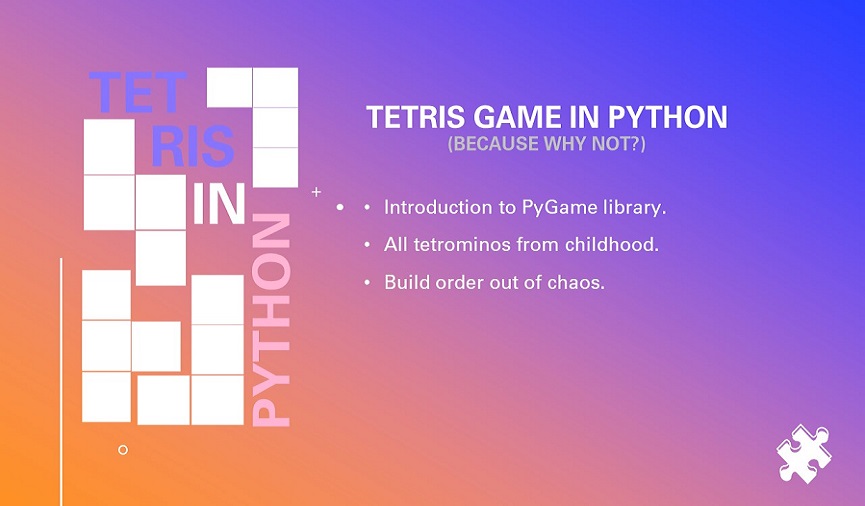 TET
RIS
IN
PYTHON
TETRIS GAME IN PYTHON
(BECAUSE WHY NOT?)
• Introduction to PyGame library.
• All tetrominos from childhood.
• Build order out of chaos.